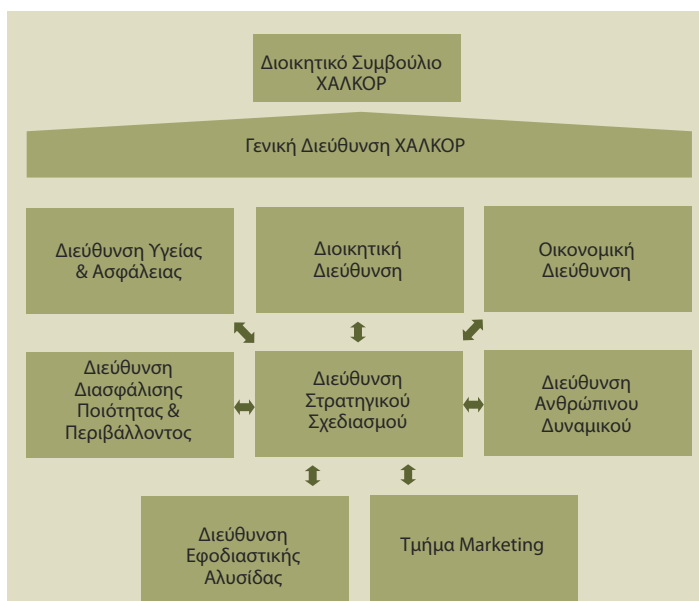 Διοικητικό Συμβούλιο
ΧΑΛΚΟΡ
Γενική Διεύθυνση ΧΑΛΚΟΡ
Διεύθυνση Υγείας
& Ασφάλειας
Διοικητική
Διεύθυνση
Οικονομική
Διεύθυνση
Διεύθυνση
Διασφάλισης
Ποιότητας &
Περιβάλλοντος
Διεύθυνση
Στρατηγικού
Σχεδιασμού
Διεύθυνση
Ανθρώπινου
Δυναμικού
Διεύθυνση
Εφοδιαστικής
Αλυσίδας
Τμήμα Marketing